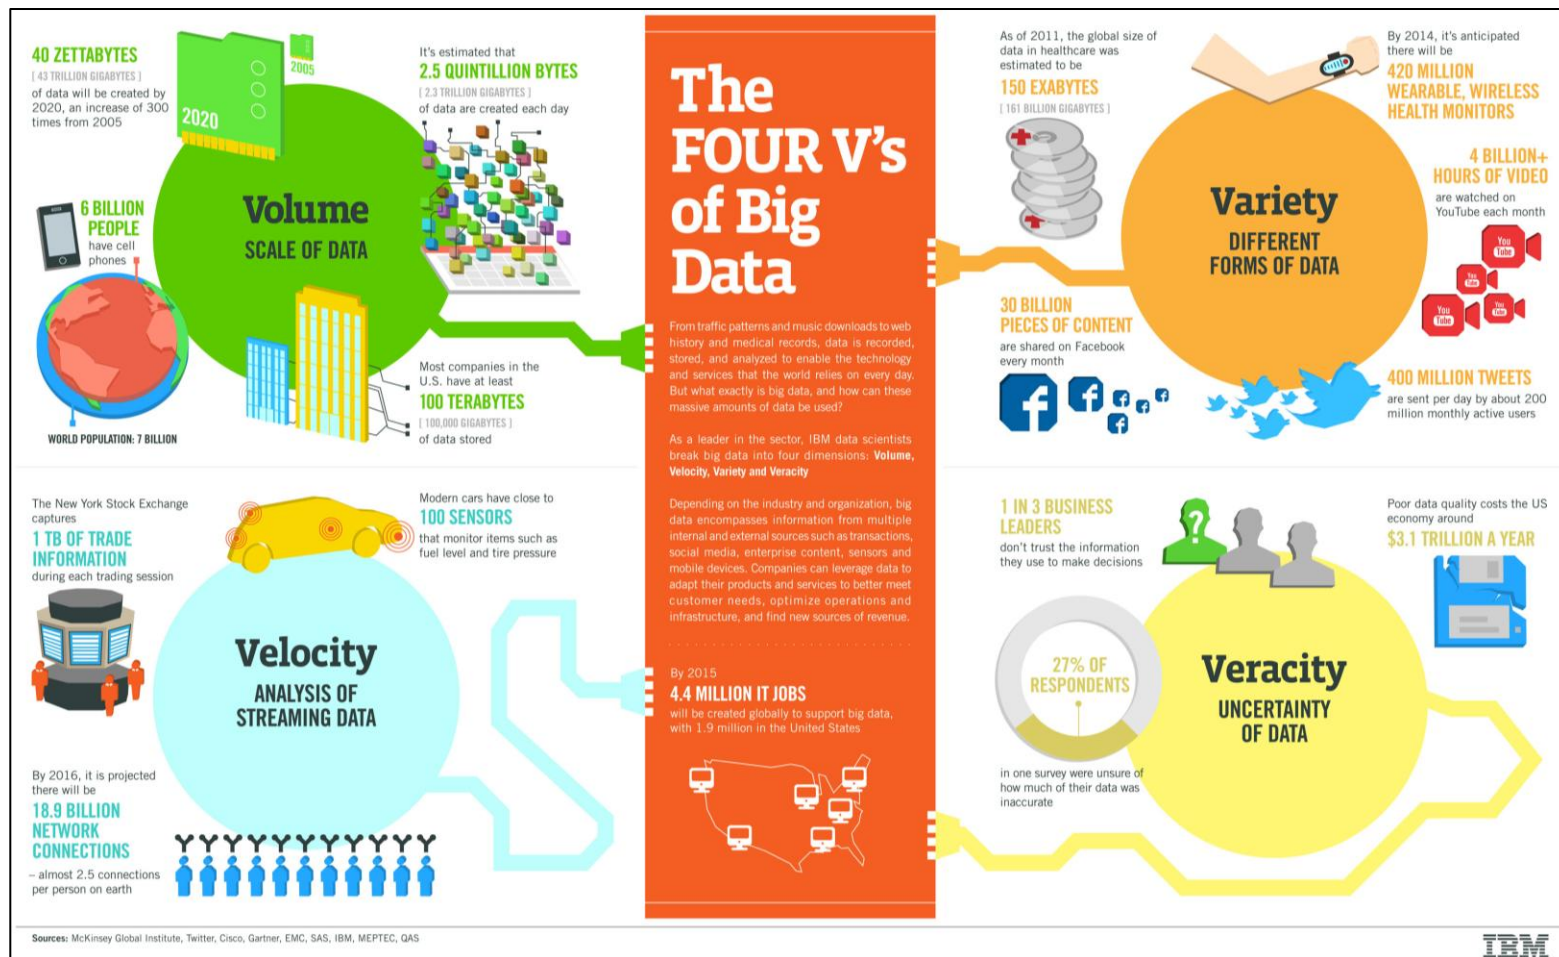 40 ZETTABYTES
[ 43 TRILLION GIGABYTES ]
of data will be created by
2020, an increase of 300
times from 2005
2020
2005
It's estimated that
2.5 QUINTILLION BYTES
[ 2.3 TRILLION GIGABYTES ]
of data are created each day
6 BILLION
PEOPLE
have cell
phones
WORLD POPULATION: 7 BILLION
Volume
SCALE OF DATA
Most companies in the
U.S. have at least
100 TERABYTES
[ 100,000 GIGABYTES ]
of data stored
The New York Stock Exchange
captures
1 TB OF TRADE
INFORMATION
during each trading session
Modern cars have close to
100 SENSORS
that monitor items such as
fuel level and tire pressure
Velocity
ANALYSIS OF
STREAMING DATA
By 2016, it is projected
there will be
18.9 BILLION
NETWORK
CONNECTIONS
– almost 2.5 connections
per person on earth
The
FOUR V's
of Big
Data
From traffic patterns and music downloads to web
history and medical records, data is recorded,
stored, and analyzed to enable the technology
and services that the world relies on every day.
But what exactly is big data, and how can these
massive amounts of data be used?
As a leader in the sector, IBM data scientists
break big data into four dimensions: Volume,
Velocity, Variety and Veracity
Depending on the industry and organization, big
data encompasses information from multiple
internal and external sources such as transactions,
social media, enterprise content, sensors and
mobile devices. Companies can leverage data to
adapt their products and services to better meet
customer needs, optimize operations and
infrastructure, and find new sources of revenue.
By 2015
4.4 MILLION IT JOBS
will be created globally to support big data,
with 1.9 million in the United States
As of 2011, the global size of
data in healthcare was
estimated to be
150 EXABYTES
[ 161 BILLION GIGABYTES ]
By 2014, it's anticipated
there will be
420 MILLION
WEARABLE, WIRELESS
HEALTH MONITORS
4 BILLION+
HOURS OF VIDEO
are watched on
YouTube each month
You
Tube
You
Tube
You
Tube
You
Tube
Variety
DIFFERENT
FORMS OF DATA
30 BILLION
PIECES OF CONTENT
are shared on Facebook
every month
f
f
f
f
f
f
400 MILLION TWEETS
are sent per day by about 200
million monthly active users
1 IN 3 BUSINESS
LEADERS
don't trust the information
they use to make decisions
?
Poor data quality costs the US
economy around
$3.1 TRILLION A YEAR
27% OF
RESPONDENTS
in one survey were unsure of
how much of their data was
inaccurate
Veracity
UNCERTAINTY
OF DATA
Sources: McKinsey Global Institute, Twitter, Cisco, Gartner, EMC, SAS, IBM, MEPTEC, QAS
IBM